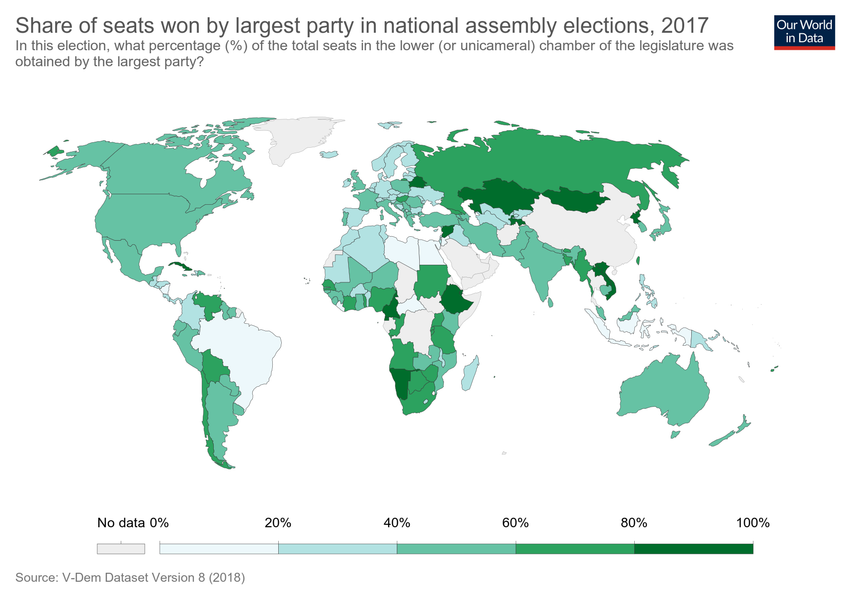 Share of seats won by largest party in national assembly elections, 2017
Our World
in Data
In this election, what percentage (%) of the total seats in the lower (or unicameral) chamber of the legislature was
obtained by the largest party?
No data 0% 20% 40% 60% 80% 100%
Source: V-Dem Dataset Version 8 (2018)